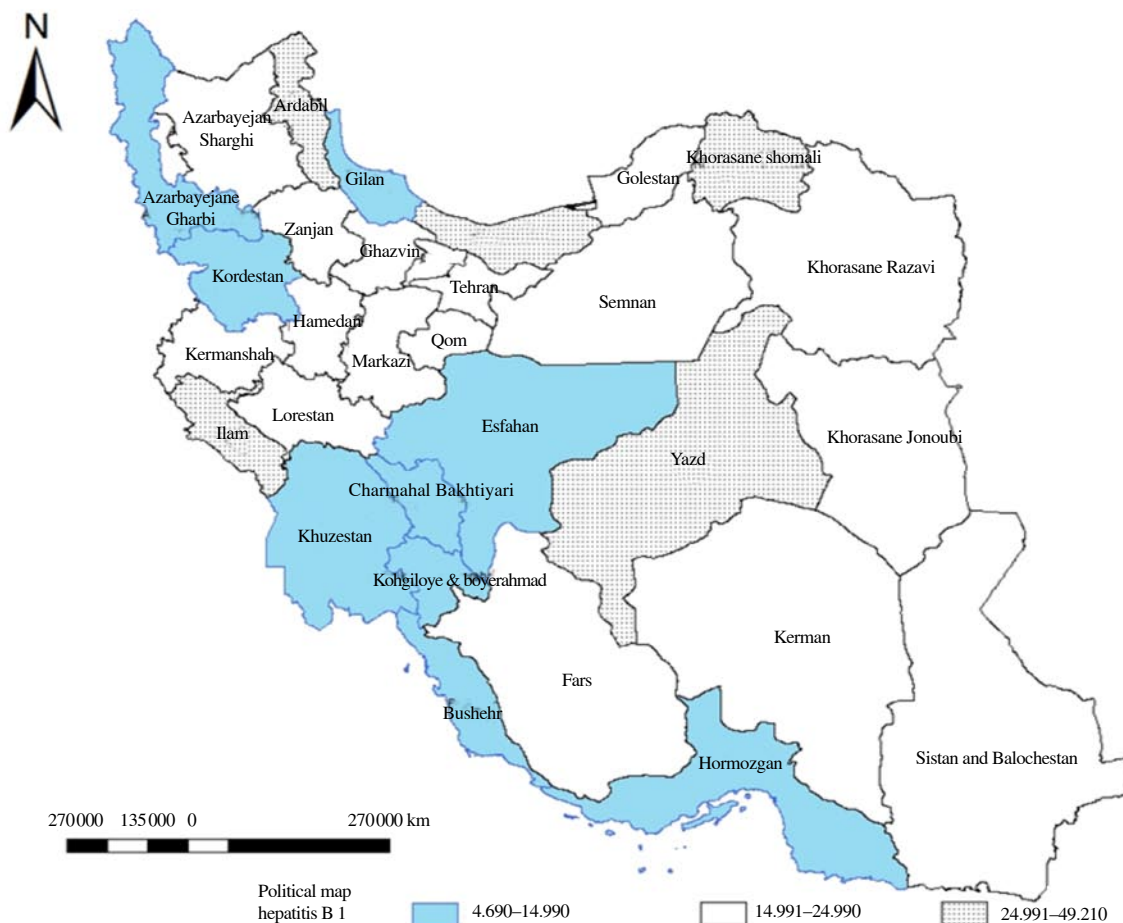 N
Ardabil
Azarbayejan
Sharghi
Khorasane shomali
Gilan
Golestan
Azarbayejane
Gharbi
Zanjan
Ghazvin
Khorasane Razavi
Kordestan
Tehran
Semnan
Hamedan
Qom
Kermanshah
Markazi
Lorestan
Esfahan
Ilam
Khorasane Jonoubi
Yazd
Charmahal Bakhtiyari
Khuzestan
Kohgiloye & boyerahmad
Kerman
Fars
Bushehr
Hormozgan
Sistan and Balochestan
270000 135000 0 270000 km
Political map
hepatitis B 1
4.690–14.990 14.991–24.990 24.991–49.210